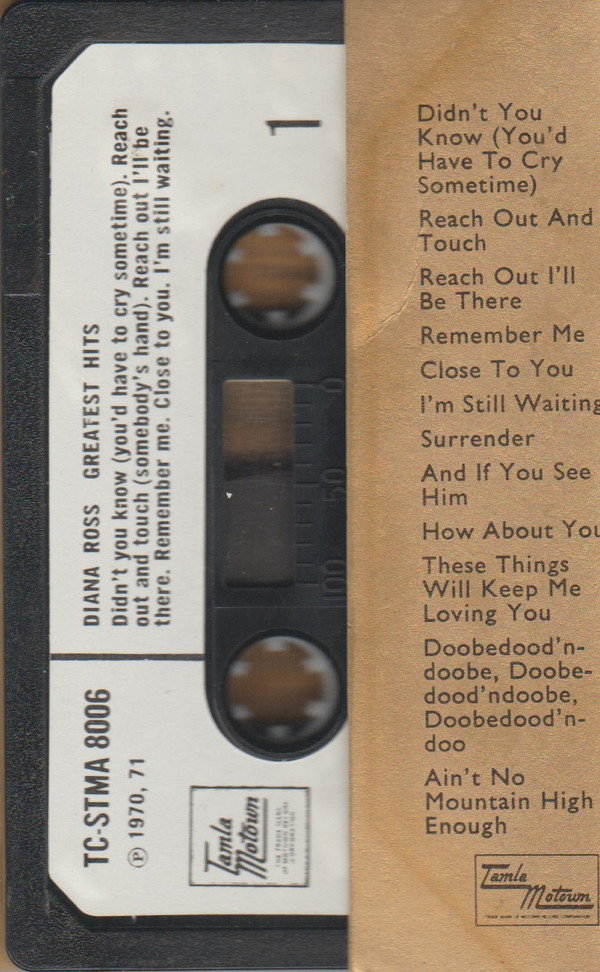 1
DIANA ROSS GREATEST HITS
Didn't you know (you'd have to cry sometime). Reach
out and touch (somebody's hand). Reach out I'll be
there. Remember me. Close to you. I'm still waiting.
TC-STMA 8006
℗ 1970, 71
Tamla
Motown
0
50
100
Didn't You
Know (You'd
Have To Cry
Sometime)
Reach Out And
Touch
Reach Out I'll
Be There
Remember Me
Close To You
I'm Still Waiting
Surrender
And If You See
Him
How About You
These Things
Will Keep Me
Loving You
Doobedood'n-
doobe, Doobe-
dood'ndoobe,
Doobedood'n-
doo
Ain't No
Mountain High
Enough
Tamla
Motown